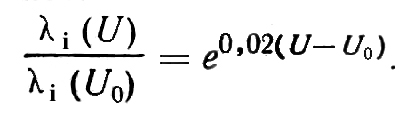 λᵢ (U) / λᵢ (U₀) = e^{0,02(U−U₀)}.